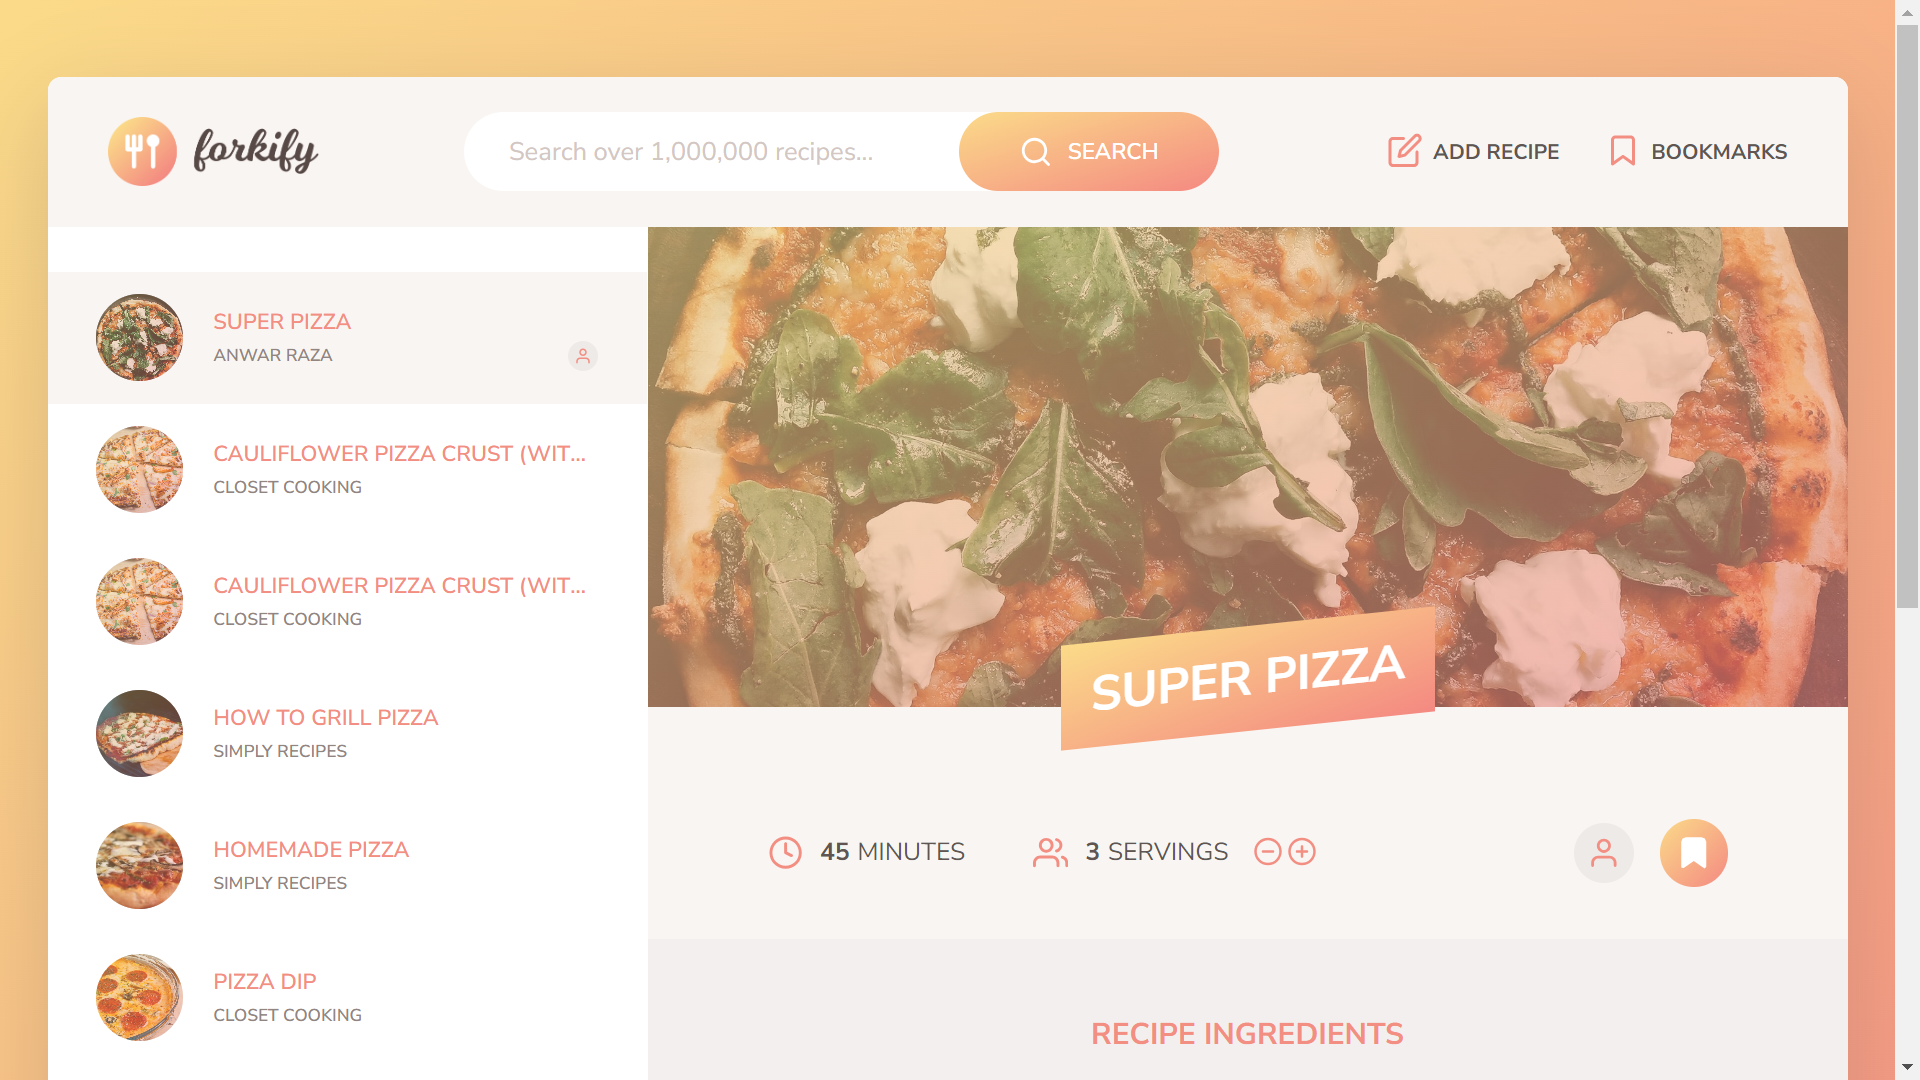 forkify
Search over 1,000,000 recipes...
SEARCH
ADD RECIPE
BOOKMARKS
SUPER PIZZA
ANWAR RAZA
CAULIFLOWER PIZZA CRUST (WIT...
CLOSET COOKING
CAULIFLOWER PIZZA CRUST (WIT...
CLOSET COOKING
HOW TO GRILL PIZZA
SIMPLY RECIPES
HOMEMADE PIZZA
SIMPLY RECIPES
PIZZA DIP
CLOSET COOKING
SUPER PIZZA
45 MINUTES
3 SERVINGS
RECIPE INGREDIENTS